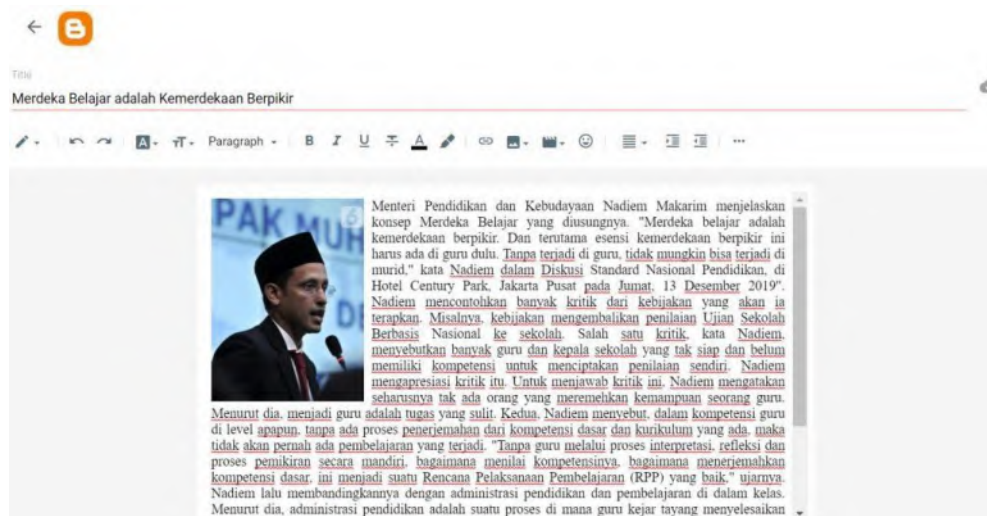 Title
Merdeka Belajar adalah Kemerdekaan Berpikir
Paragraph
B I U A
PAK MUH
6
DE
Menteri Pendidikan dan Kebudayaan Nadiem Makarim menjelaskan
konsep Merdeka Belajar yang diusungnya. "Merdeka belajar adalah
kemerdekaan berpikir. Dan terutama esensi kemerdekaan berpikir ini
harus ada di guru dulu. Tanpa terjadi di guru, tidak mungkin bisa terjadi di
murid," kata Nadiem dalam Diskusi Standard Nasional Pendidikan, di
Hotel Century Park, Jakarta Pusat pada Jumat, 13 Desember 2019".
Nadiem mencontohkan banyak kritik dari kebijakan yang akan ia
terapkan. Misalnya, kebijakan mengembalikan penilaian Ujian Sekolah
Berbasis Nasional ke sekolah. Salah satu kritik, kata Nadiem,
menyebutkan banyak guru dan kepala sekolah yang tak siap dan belum
memiliki kompetensi untuk menciptakan penilaian sendiri. Nadiem
mengapresiasi kritik itu. Untuk menjawab kritik ini, Nadiem mengatakan
seharusnya tak ada orang yang meremehkan kemampuan seorang guru.
Menurut dia, menjadi guru adalah tugas yang sulit. Kedua, Nadiem menyebut, dalam kompetensi guru
di level apapun, tanpa ada proses penerjemahan dari kompetensi dasar dan kurikulum yang ada, maka
tidak akan pernah ada pembelajaran yang terjadi. "Tanpa guru melalui proses interpretasi, refleksi dan
proses pemikiran secara mandiri, bagaimana menilai kompetensinya, bagaimana menerjemahkan
kompetensi dasar, ini menjadi suatu Rencana Pelaksanaan Pembelajaran (RPP) yang baik," ujarnya.
Nadiem lalu membandingkannya dengan administrasi pendidikan dan pembelajaran di dalam kelas.
Menurut dia, administrasi pendidikan adalah suatu proses di mana guru kejar tayang menyelesaikan